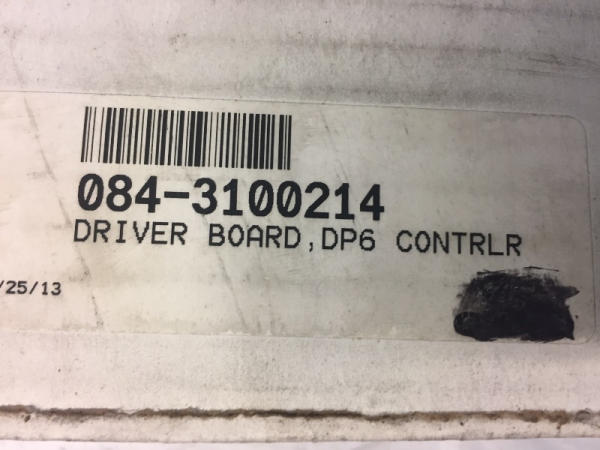 084-3100214
DRIVER BOARD,DP6 CONTRLR
/25/13